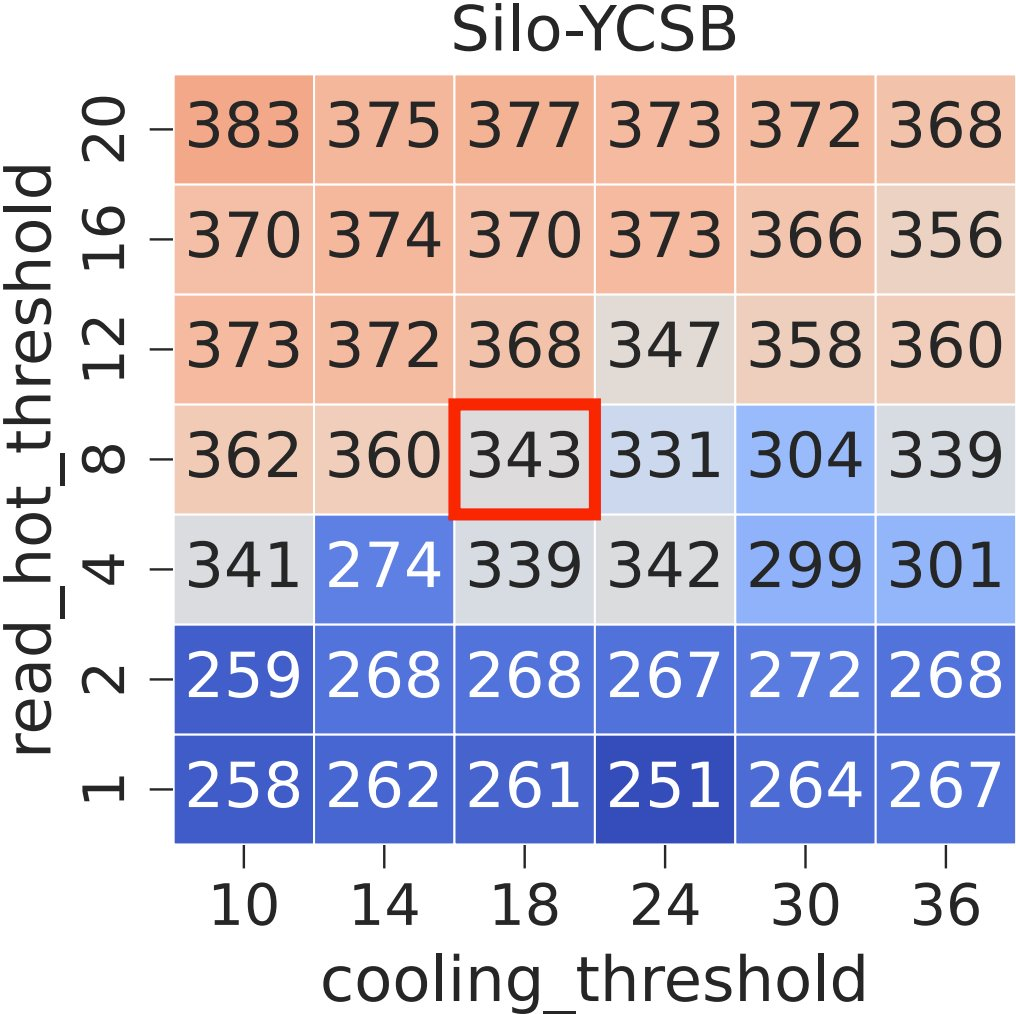 Silo-YCSB
read_hot_threshold
20 383 375 377 373 372 368
16 370 374 370 373 366 356
12 373 372 368 347 358 360
8 362 360 343 331 304 339
4 341 274 339 342 299 301
2 259 268 268 267 272 268
1 258 262 261 251 264 267
10 14 18 24 30 36
cooling_threshold